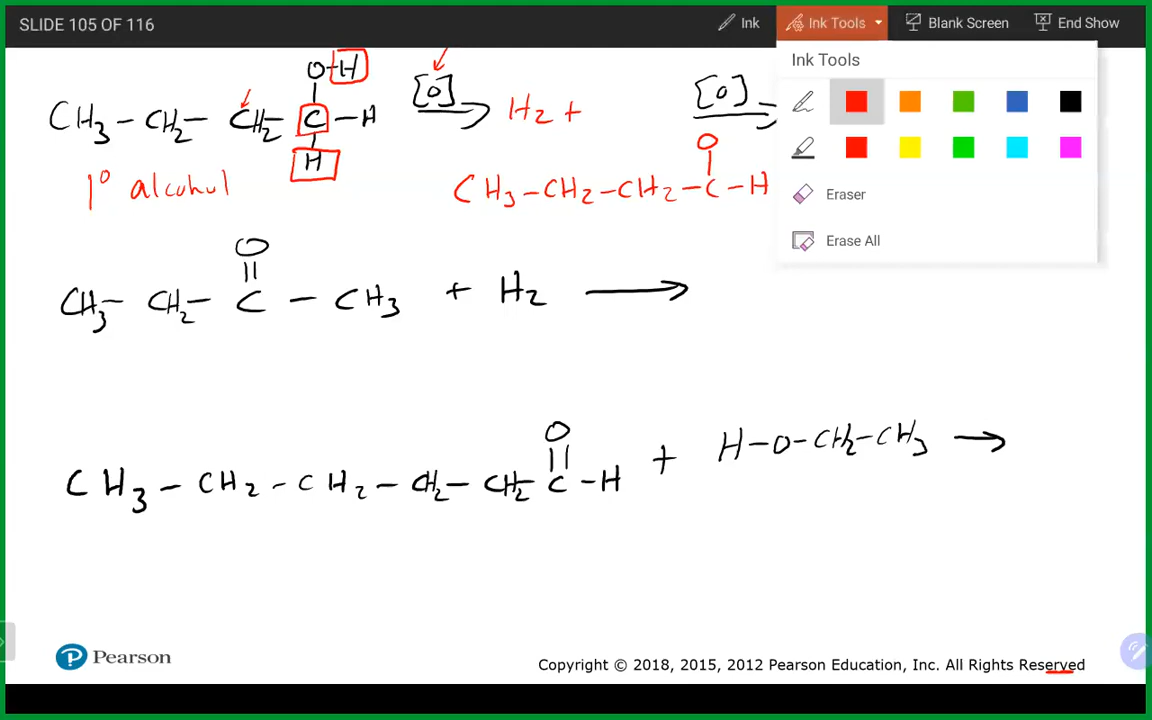 SLIDE 105 OF 116
Ink
Ink Tools
Blank Screen
End Show
Ink Tools
Eraser
Erase All
O-H
CH3 - CH2 - CH2 - C - H
H
[O]
H2 +
[O]
1° alcohol
O
CH3-CH2-CH2-C-H
O
CH3- CH2- C - CH3 + H2
O
CH3 - CH2 - CH2 - CH2 - CH2 C - H + H-O-CH2-CH3
Pearson
Copyright © 2018, 2015, 2012 Pearson Education, Inc. All Rights Reserved